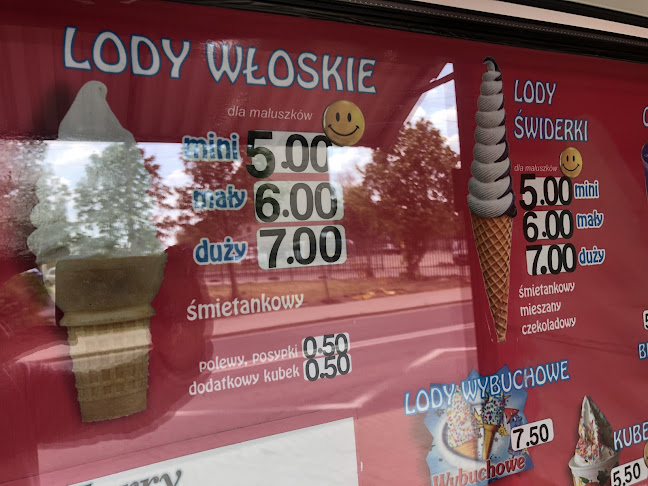 LODY WŁOSKIE
dla maluszków
mini 5.00
mały 6.00
duży 7.00
śmietankowy
polewy, posypki 0.50
dodatkowy kubek 0.50
LODY
ŚWIDERKI
dla maluszków
5.00 mini
6.00 mały
7.00 duży
śmietankowy
mieszany
czekoladowy
LODY WYBUCHOWE
7.50
Wybuchowe
5,50